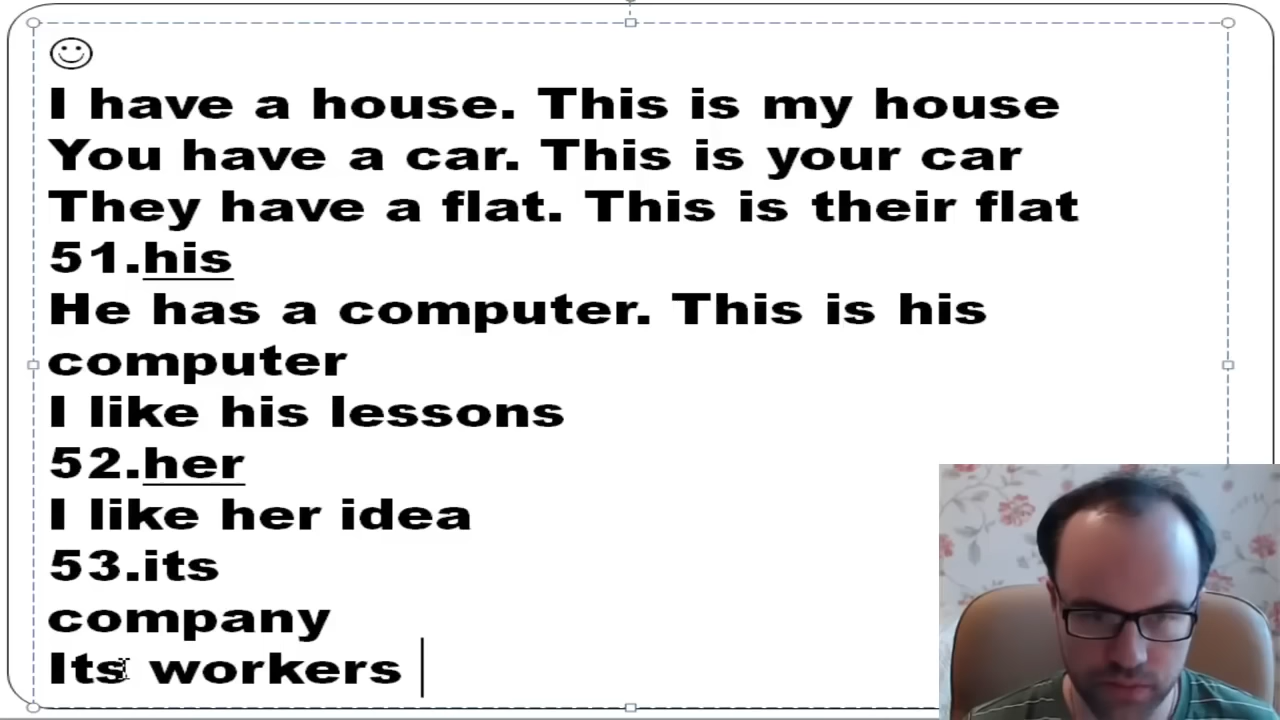 I have a house. This is my house
You have a car. This is your car
They have a flat. This is their flat
51.his
He has a computer. This is his
computer
I like his lessons
52.her
I like her idea
53.its
company
Its workers